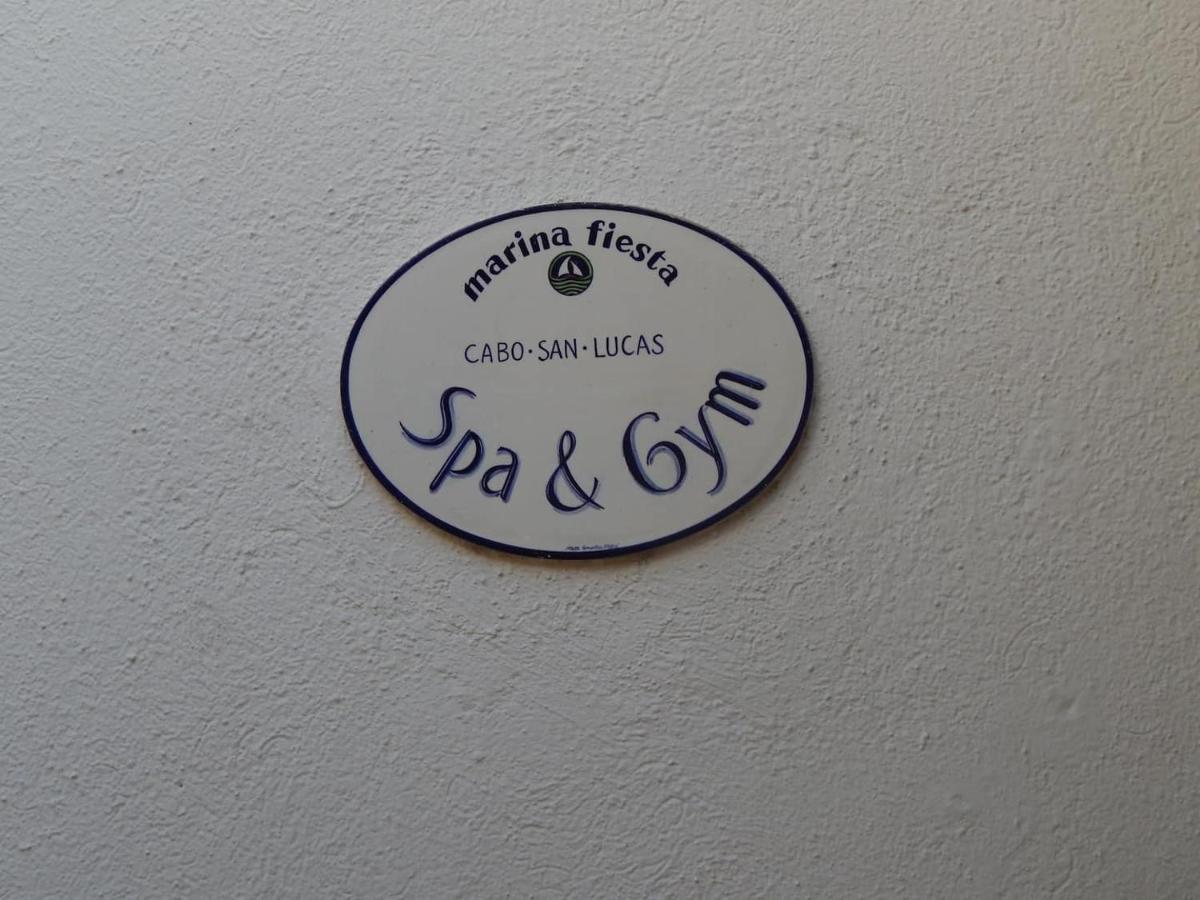 marina fiesta
CABO·SAN·LUCAS
Spa & Gym